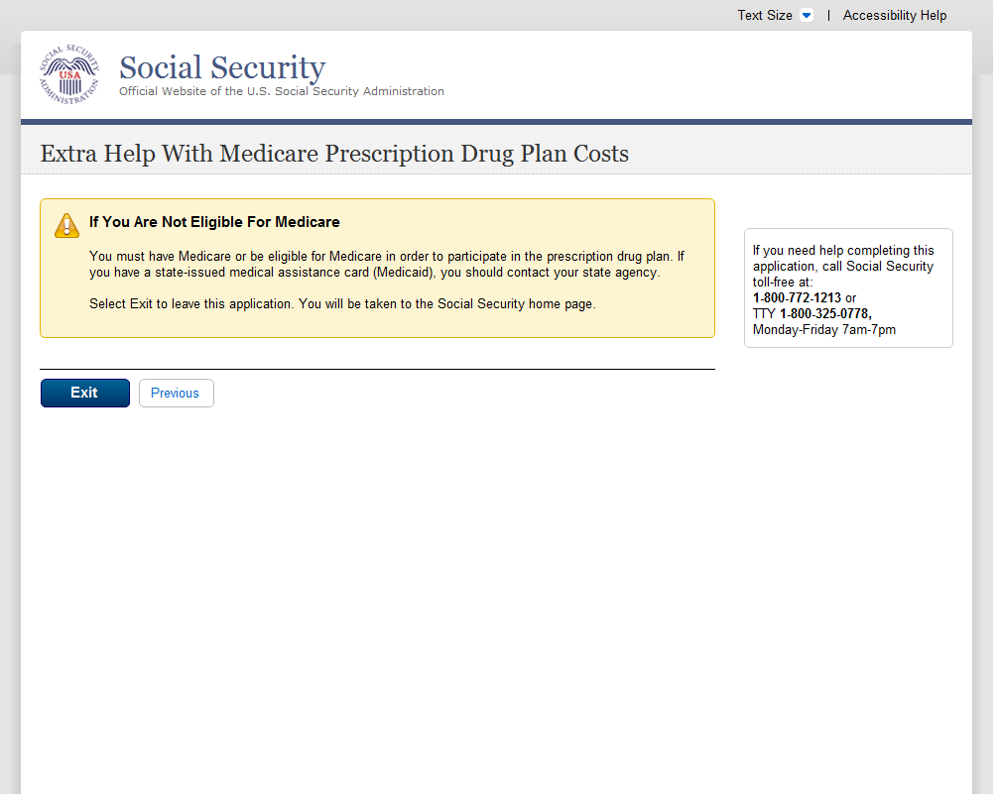 Text Size | Accessibility Help
SOCIAL SECURITY ADMINISTRATION
USA
Social Security
Official Website of the U.S. Social Security Administration
Extra Help With Medicare Prescription Drug Plan Costs
If You Are Not Eligible For Medicare
You must have Medicare or be eligible for Medicare in order to participate in the prescription drug plan. If
you have a state-issued medical assistance card (Medicaid), you should contact your state agency.
Select Exit to leave this application. You will be taken to the Social Security home page.
If you need help completing this
application, call Social Security
toll-free at:
1-800-772-1213 or
TTY 1-800-325-0778,
Monday-Friday 7am-7pm
Exit
Previous